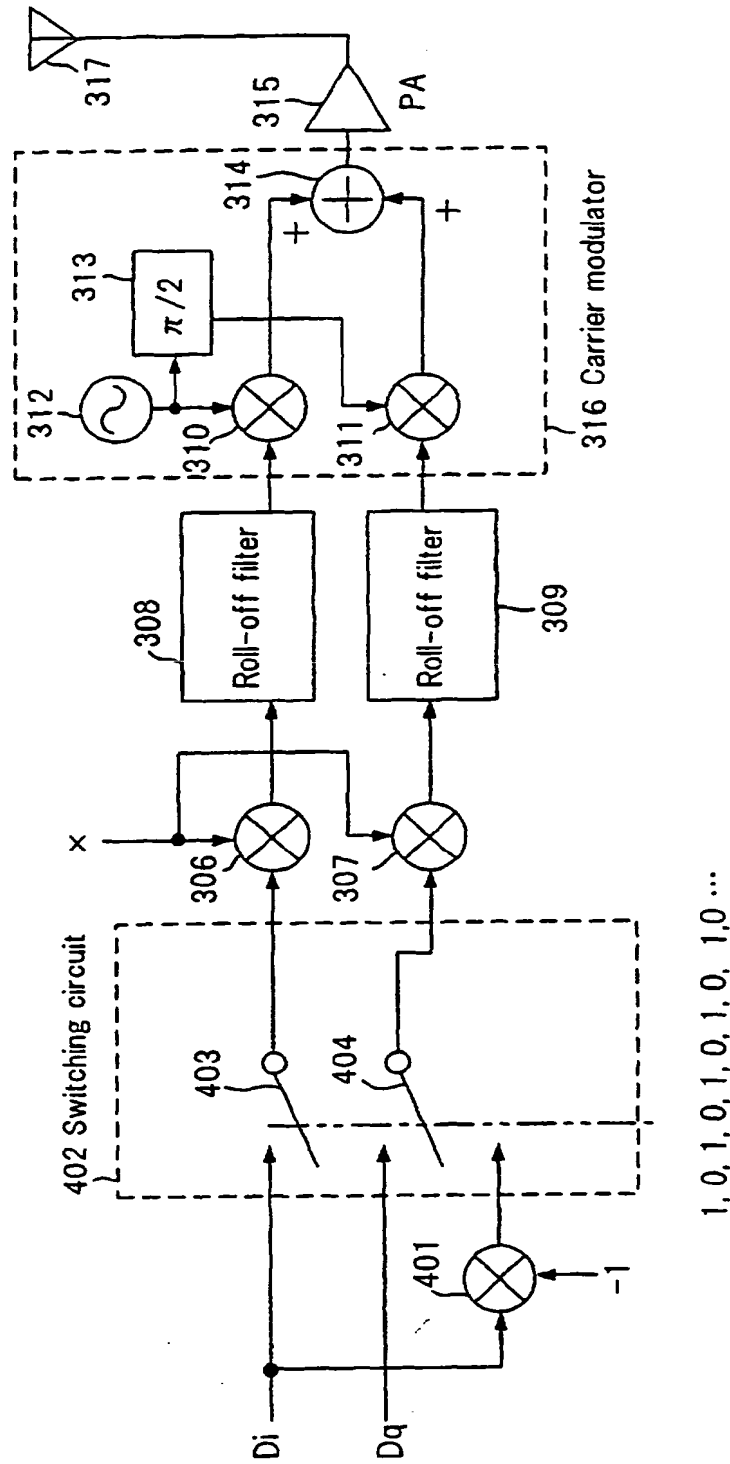 402 Switching circuit
Di
Dq
401
-1
403
404
×
306
307
308
Roll-off filter
Roll-off filter
309
312
313
π/2
310
311
+
+
314
315
PA
317
316 Carrier modulator
1, 0, 1, 0, 1, 0, 1, 0, 1, 0, 1,0 ...